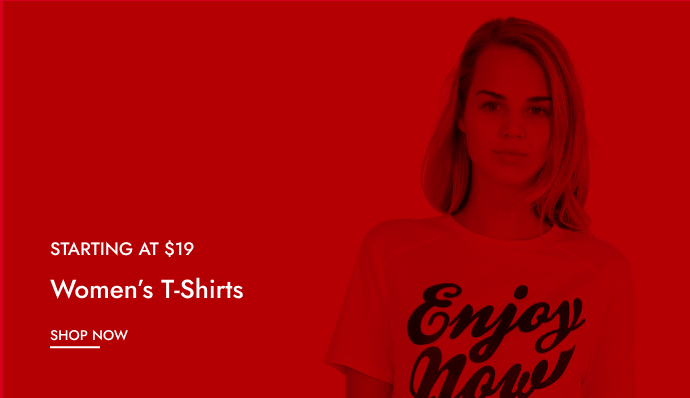 STARTING AT $19
Women’s T-Shirts
SHOP NOW
Enjoy
Now